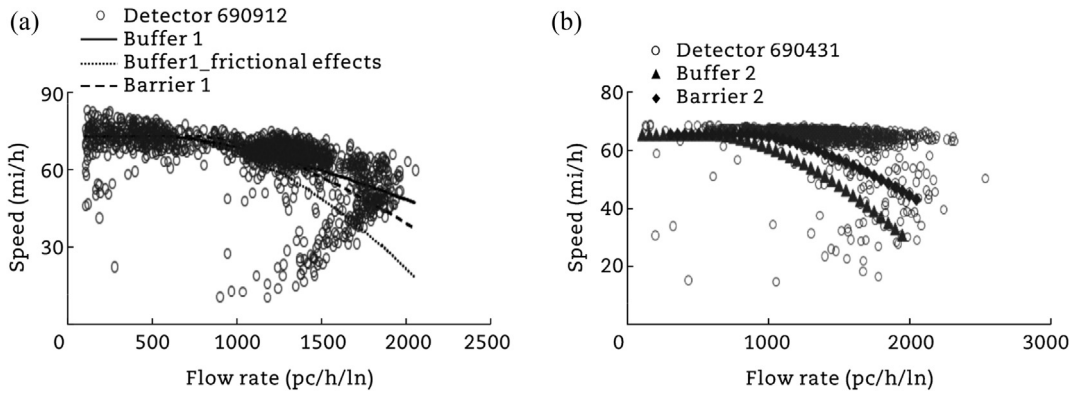 (a)
Detector 690912
Buffer 1
Buffer1_frictional effects
Barrier 1
90
60
30
Speed (mi/h)
0 500 1000 1500 2000 2500
Flow rate (pc/h/ln)
(b)
Detector 690431
Buffer 2
Barrier 2
80
60
40
20
Speed (mi/h)
0 1000 2000 3000
Flow rate (pc/h/ln)